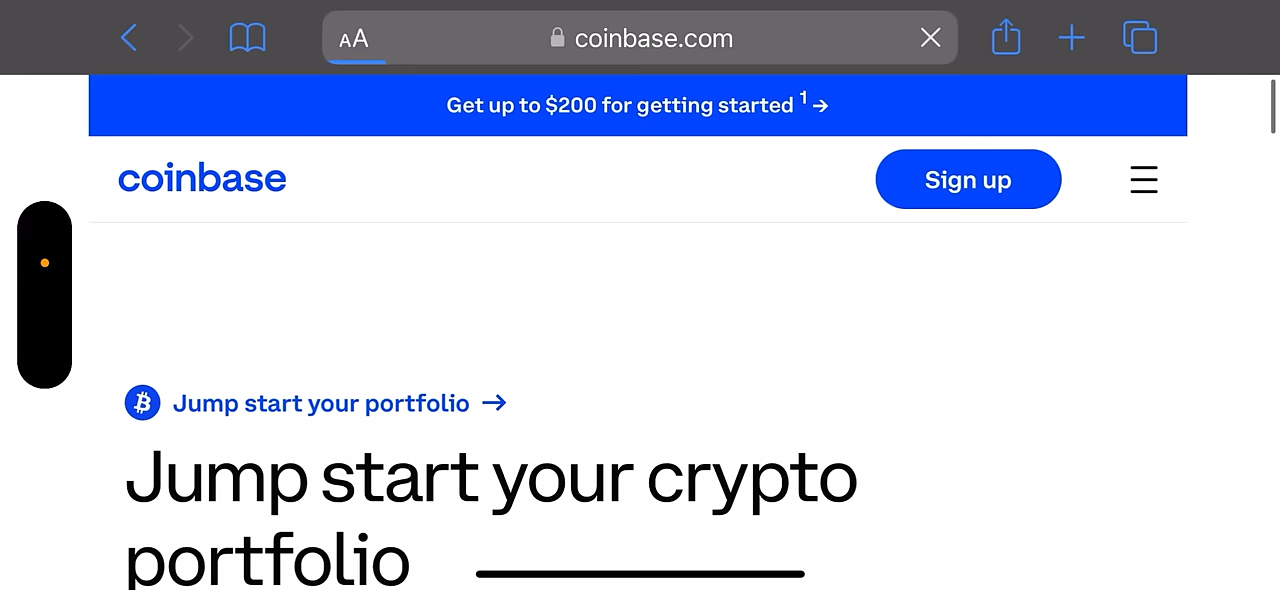 AA
coinbase.com
Get up to $200 for getting started 1 →
coinbase
Sign up
Jump start your portfolio →
Jump start your crypto
portfolio